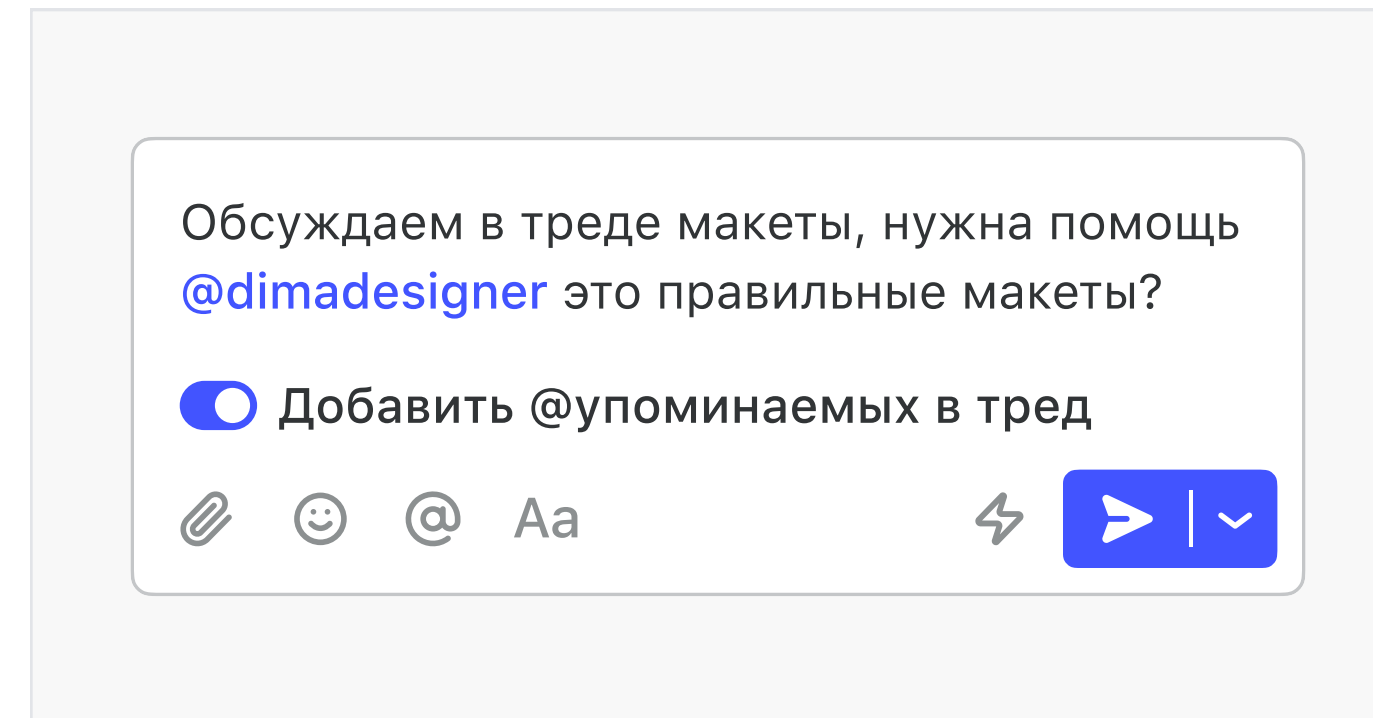 Обсуждаем в треде макеты, нужна помощь
@dimadesigner это правильные макеты?
Добавить @упоминаемых в тред
Aa